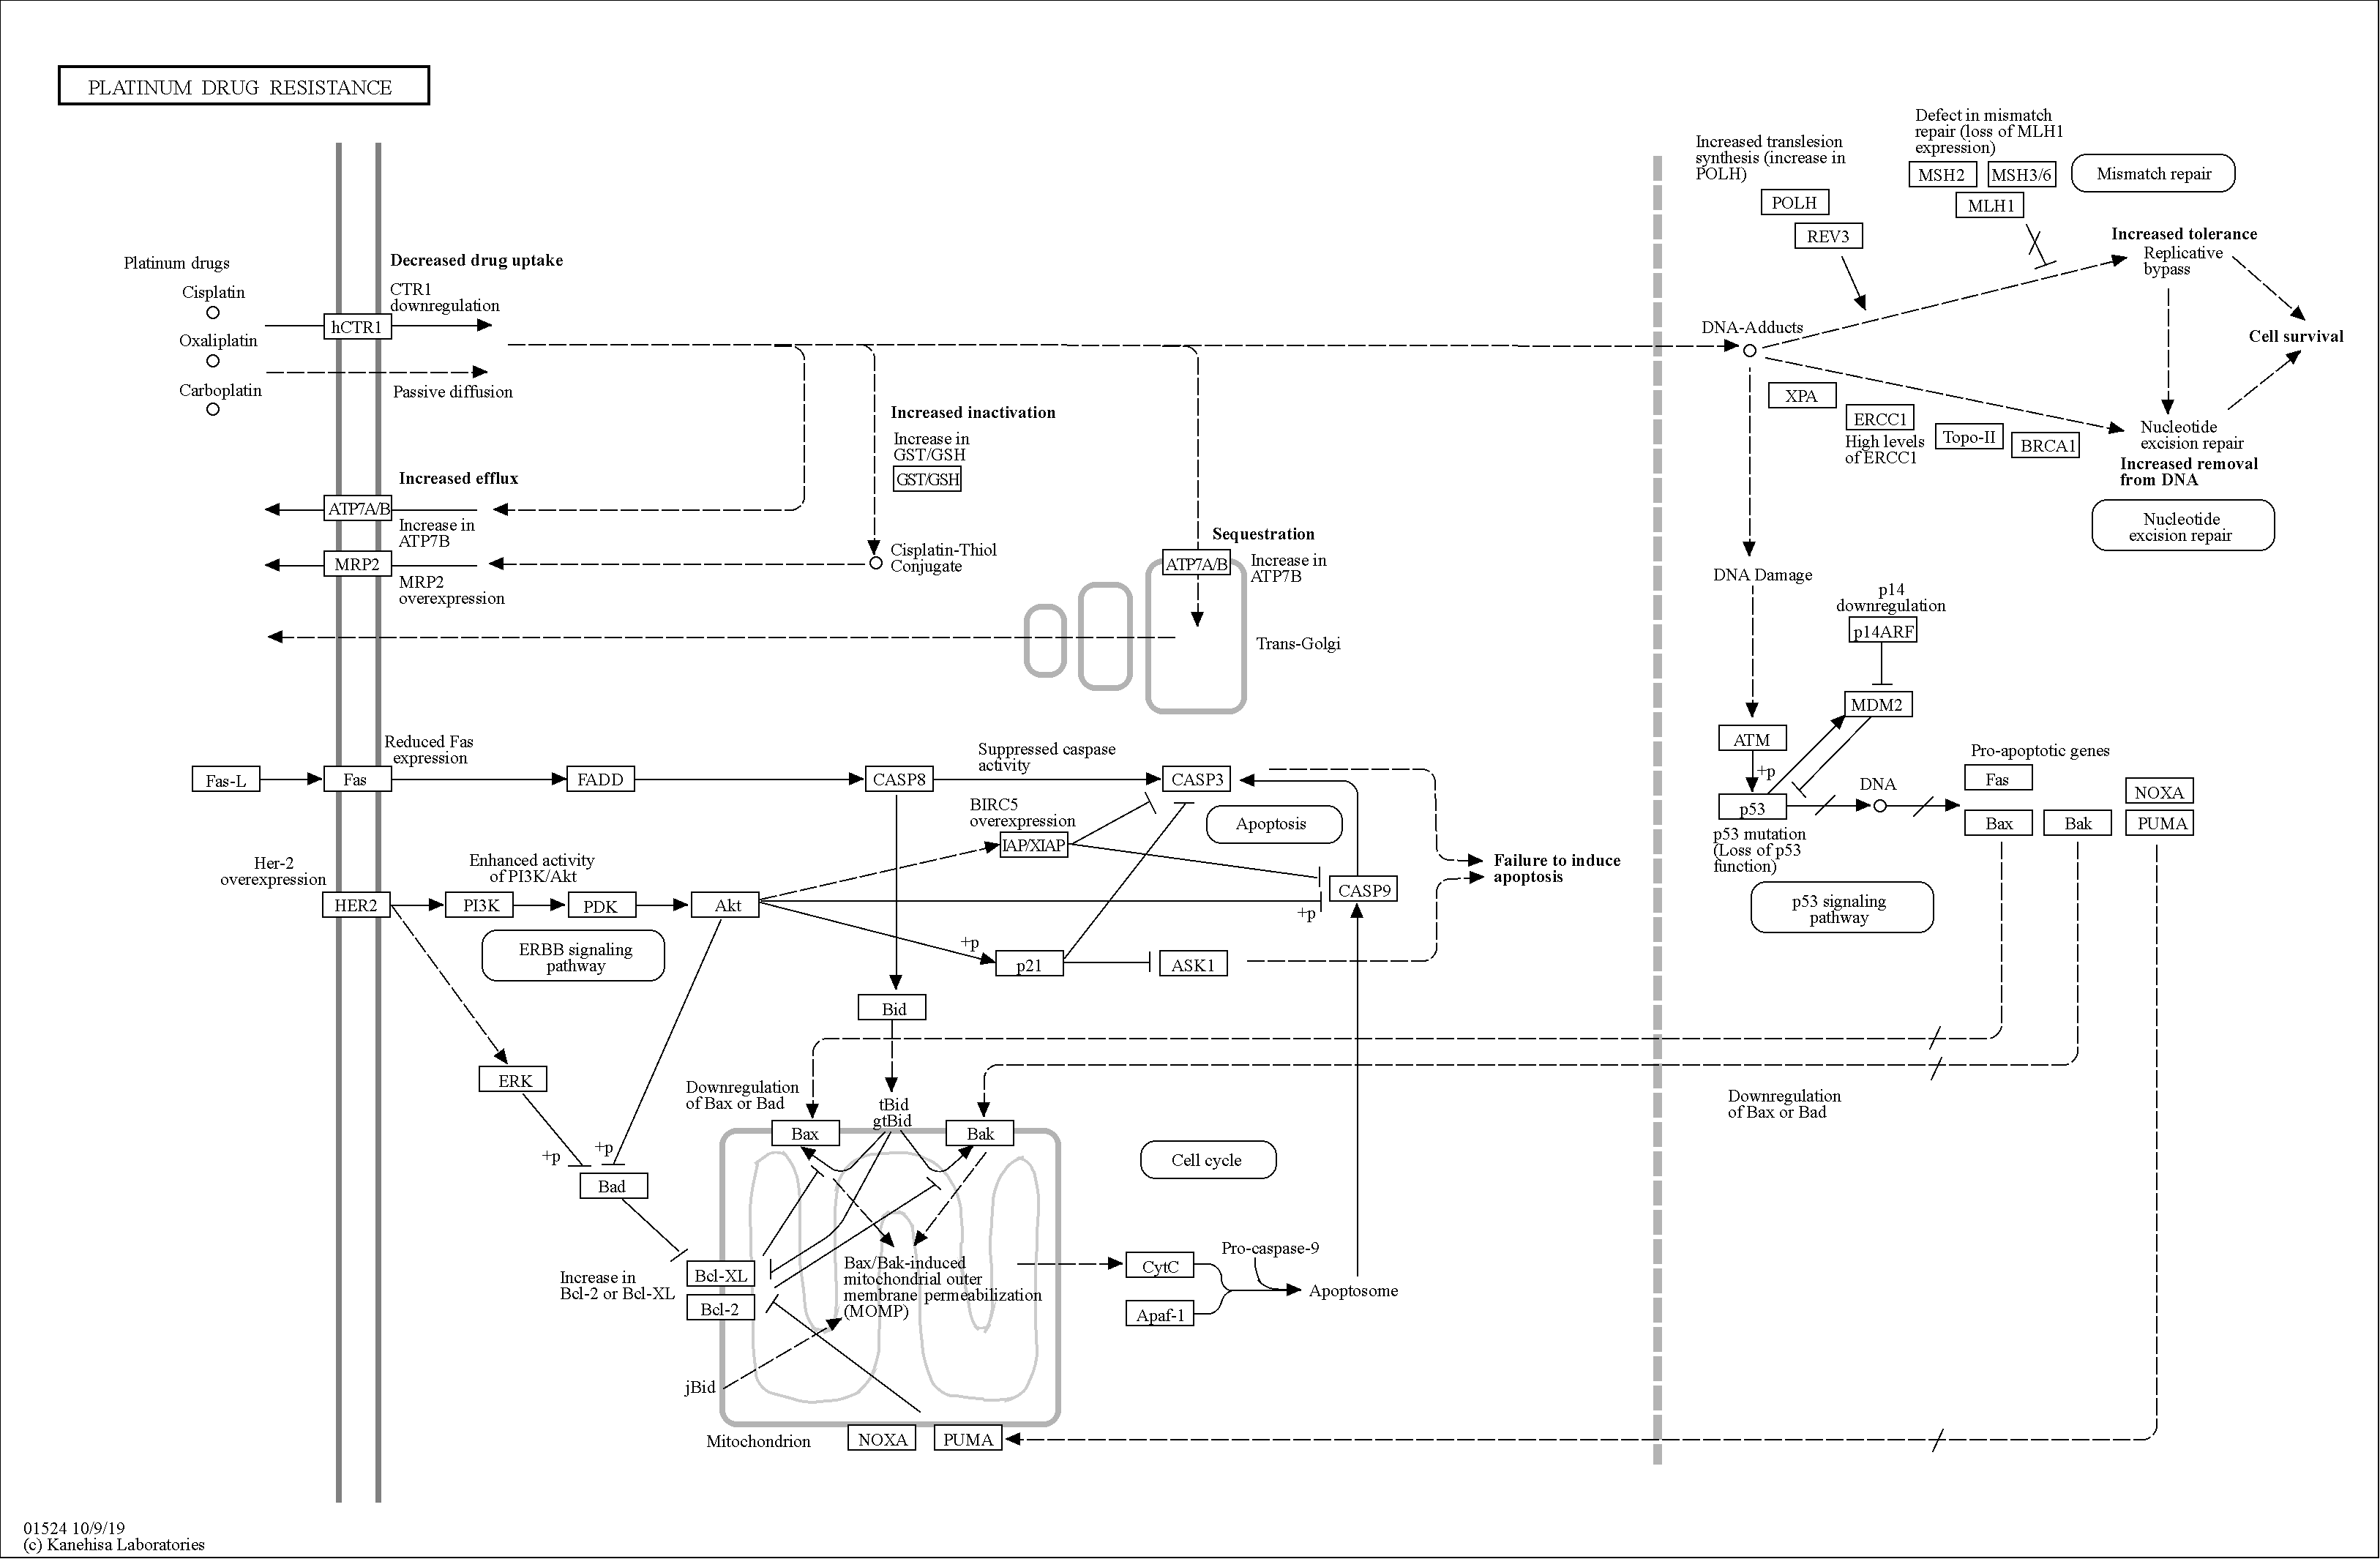 PLATINUM DRUG RESISTANCE
Platinum drugs
Cisplatin
Oxaliplatin
Carboplatin
Decreased drug uptake
CTR1
downregulation
hCTR1
Passive diffusion
Increased inactivation
Increase in
GST/GSH
GST/GSH
Increased efflux
ATP7A/B
Increase in
ATP7B
MRP2
MRP2
overexpression
Cisplatin-Thiol
Conjugate
Sequestration
ATP7A/B
Increase in
ATP7B
Trans-Golgi
Increased translesion
synthesis (increase in
POLH)
POLH
REV3
Defect in mismatch
repair (loss of MLH1
expression)
MSH2
MSH3/6
MLH1
Mismatch repair
Increased tolerance
Replicative
bypass
Cell survival
DNA-Adducts
XPA
ERCC1
High levels
of ERCC1
Topo-II
BRCA1
Nucleotide
excision repair
Increased removal
from DNA
Nucleotide
excision repair
DNA Damage
p14
downregulation
p14ARF
MDM2
ATM
+p
p53
p53 mutation
(Loss of p53
function)
DNA
Pro-apoptotic genes
Fas
Bax
Bak
NOXA
PUMA
p53 signaling
pathway
Fas-L
Fas
Reduced Fas
expression
FADD
CASP8
Suppressed caspase
activity
CASP3
BIRC5
overexpression
IAP/XIAP
Apoptosis
Failure to induce
apoptosis
Her-2
overexpression
HER2
Enhanced activity
of PI3K/Akt
PI3K
PDK
Akt
CASP9
+p
ERBB signaling
pathway
+p
p21
ASK1
Bid
ERK
+p
+p
Bad
Downregulation
of Bax or Bad
tBid
gtBid
Bax
Bak
Downregulation
of Bax or Bad
Cell cycle
Increase in
Bcl-2 or Bcl-XL
Bcl-XL
Bcl-2
Bax/Bak-induced
mitochondrial outer
membrane permeabilization
(MOMP)
jBid
CytC
Apaf-1
Pro-caspase-9
Apoptosome
Mitochondrion
NOXA
PUMA
01524 10/9/19
(c) Kanehisa Laboratories